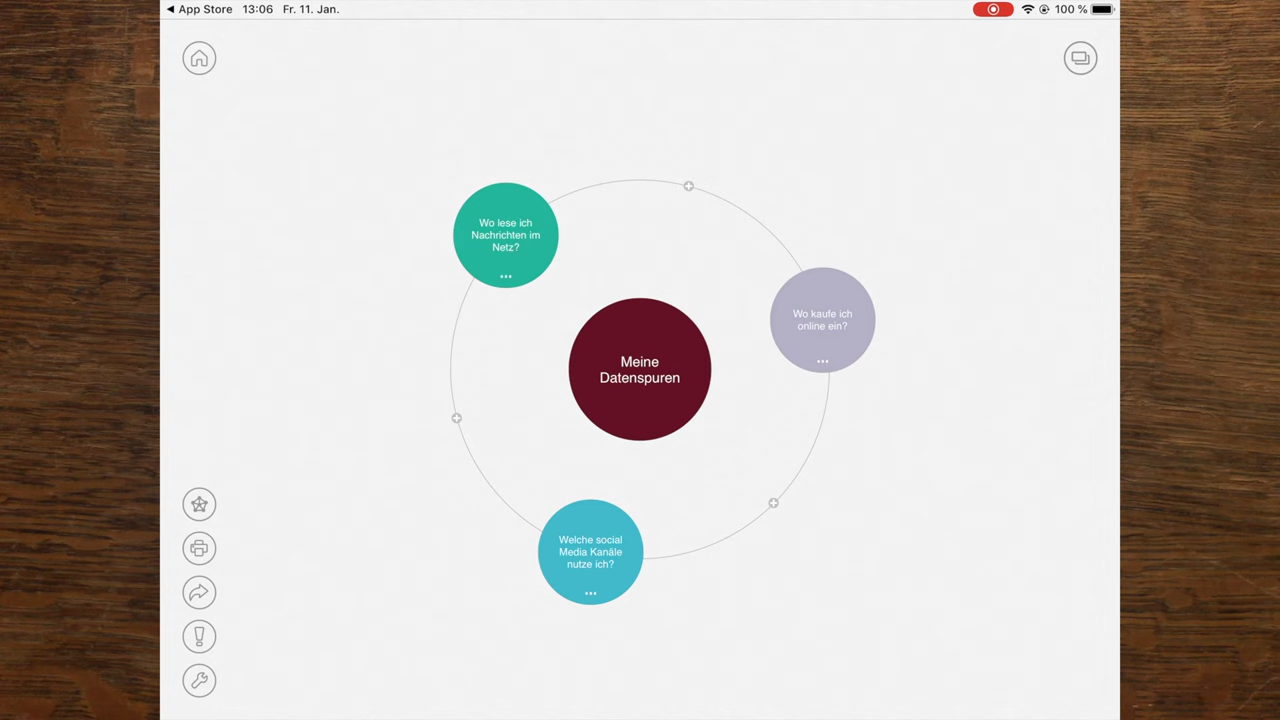 App Store 13:06 Fr. 11. Jan.
100 %
Wo lese ich
Nachrichten im
Netz?
...
Wo kaufe ich
online ein?
...
Meine
Datenspuren
Welche social
Media Kanäle
nutze ich?
...